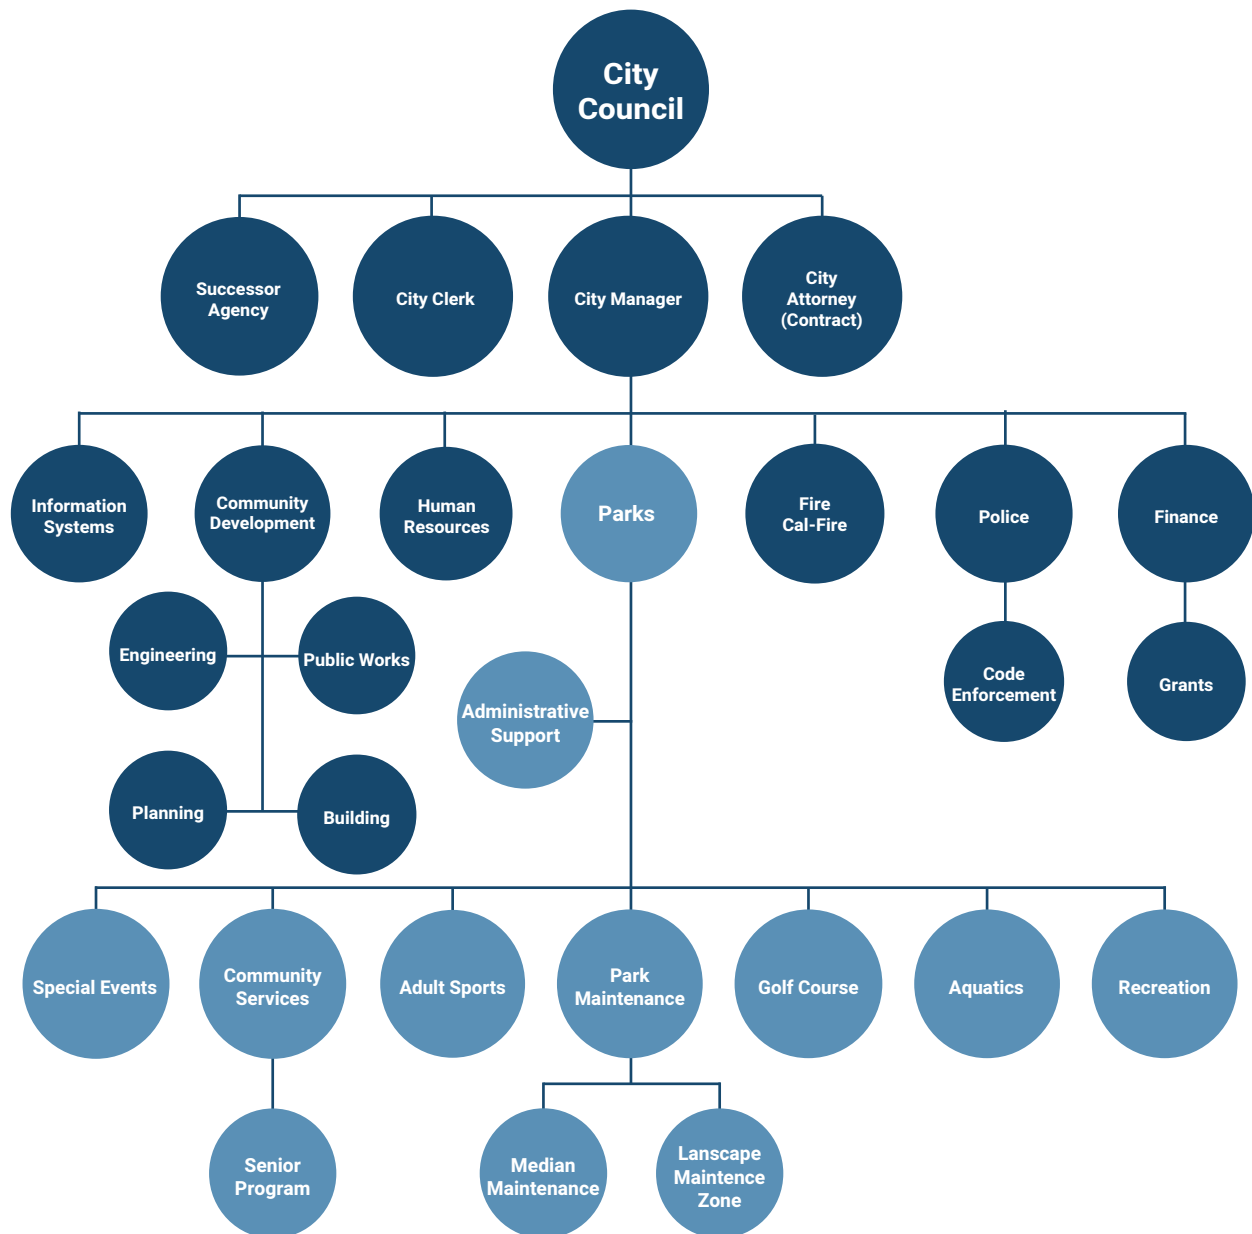 City
Council
Successor
Agency
City Clerk
City Manager
City
Attorney
(Contract)
Information
Systems
Community
Development
Human
Resources
Parks
Fire
Cal-Fire
Police
Finance
Engineering
Public Works
Administrative
Support
Code
Enforcement
Grants
Planning
Building
Special Events
Community
Services
Adult Sports
Park
Maintenance
Golf Course
Aquatics
Recreation
Senior
Program
Median
Maintenance
Lanscape
Maintence
Zone